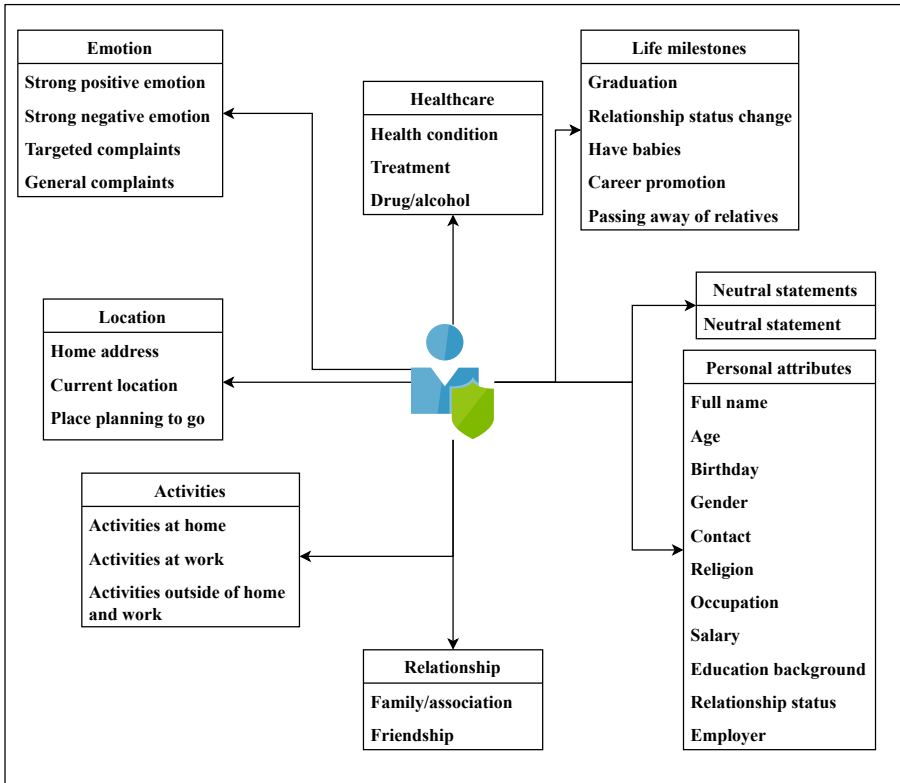 Emotion
Strong positive emotion
Strong negative emotion
Targeted complaints
General complaints
Healthcare
Health condition
Treatment
Drug/alcohol
Life milestones
Graduation
Relationship status change
Have babies
Career promotion
Passing away of relatives
Location
Home address
Current location
Place planning to go
Neutral statements
Neutral statement
Personal attributes
Full name
Age
Birthday
Gender
Contact
Religion
Occupation
Salary
Education background
Relationship status
Employer
Activities
Activities at home
Activities at work
Activities outside of home
and work
Relationship
Family/association
Friendship